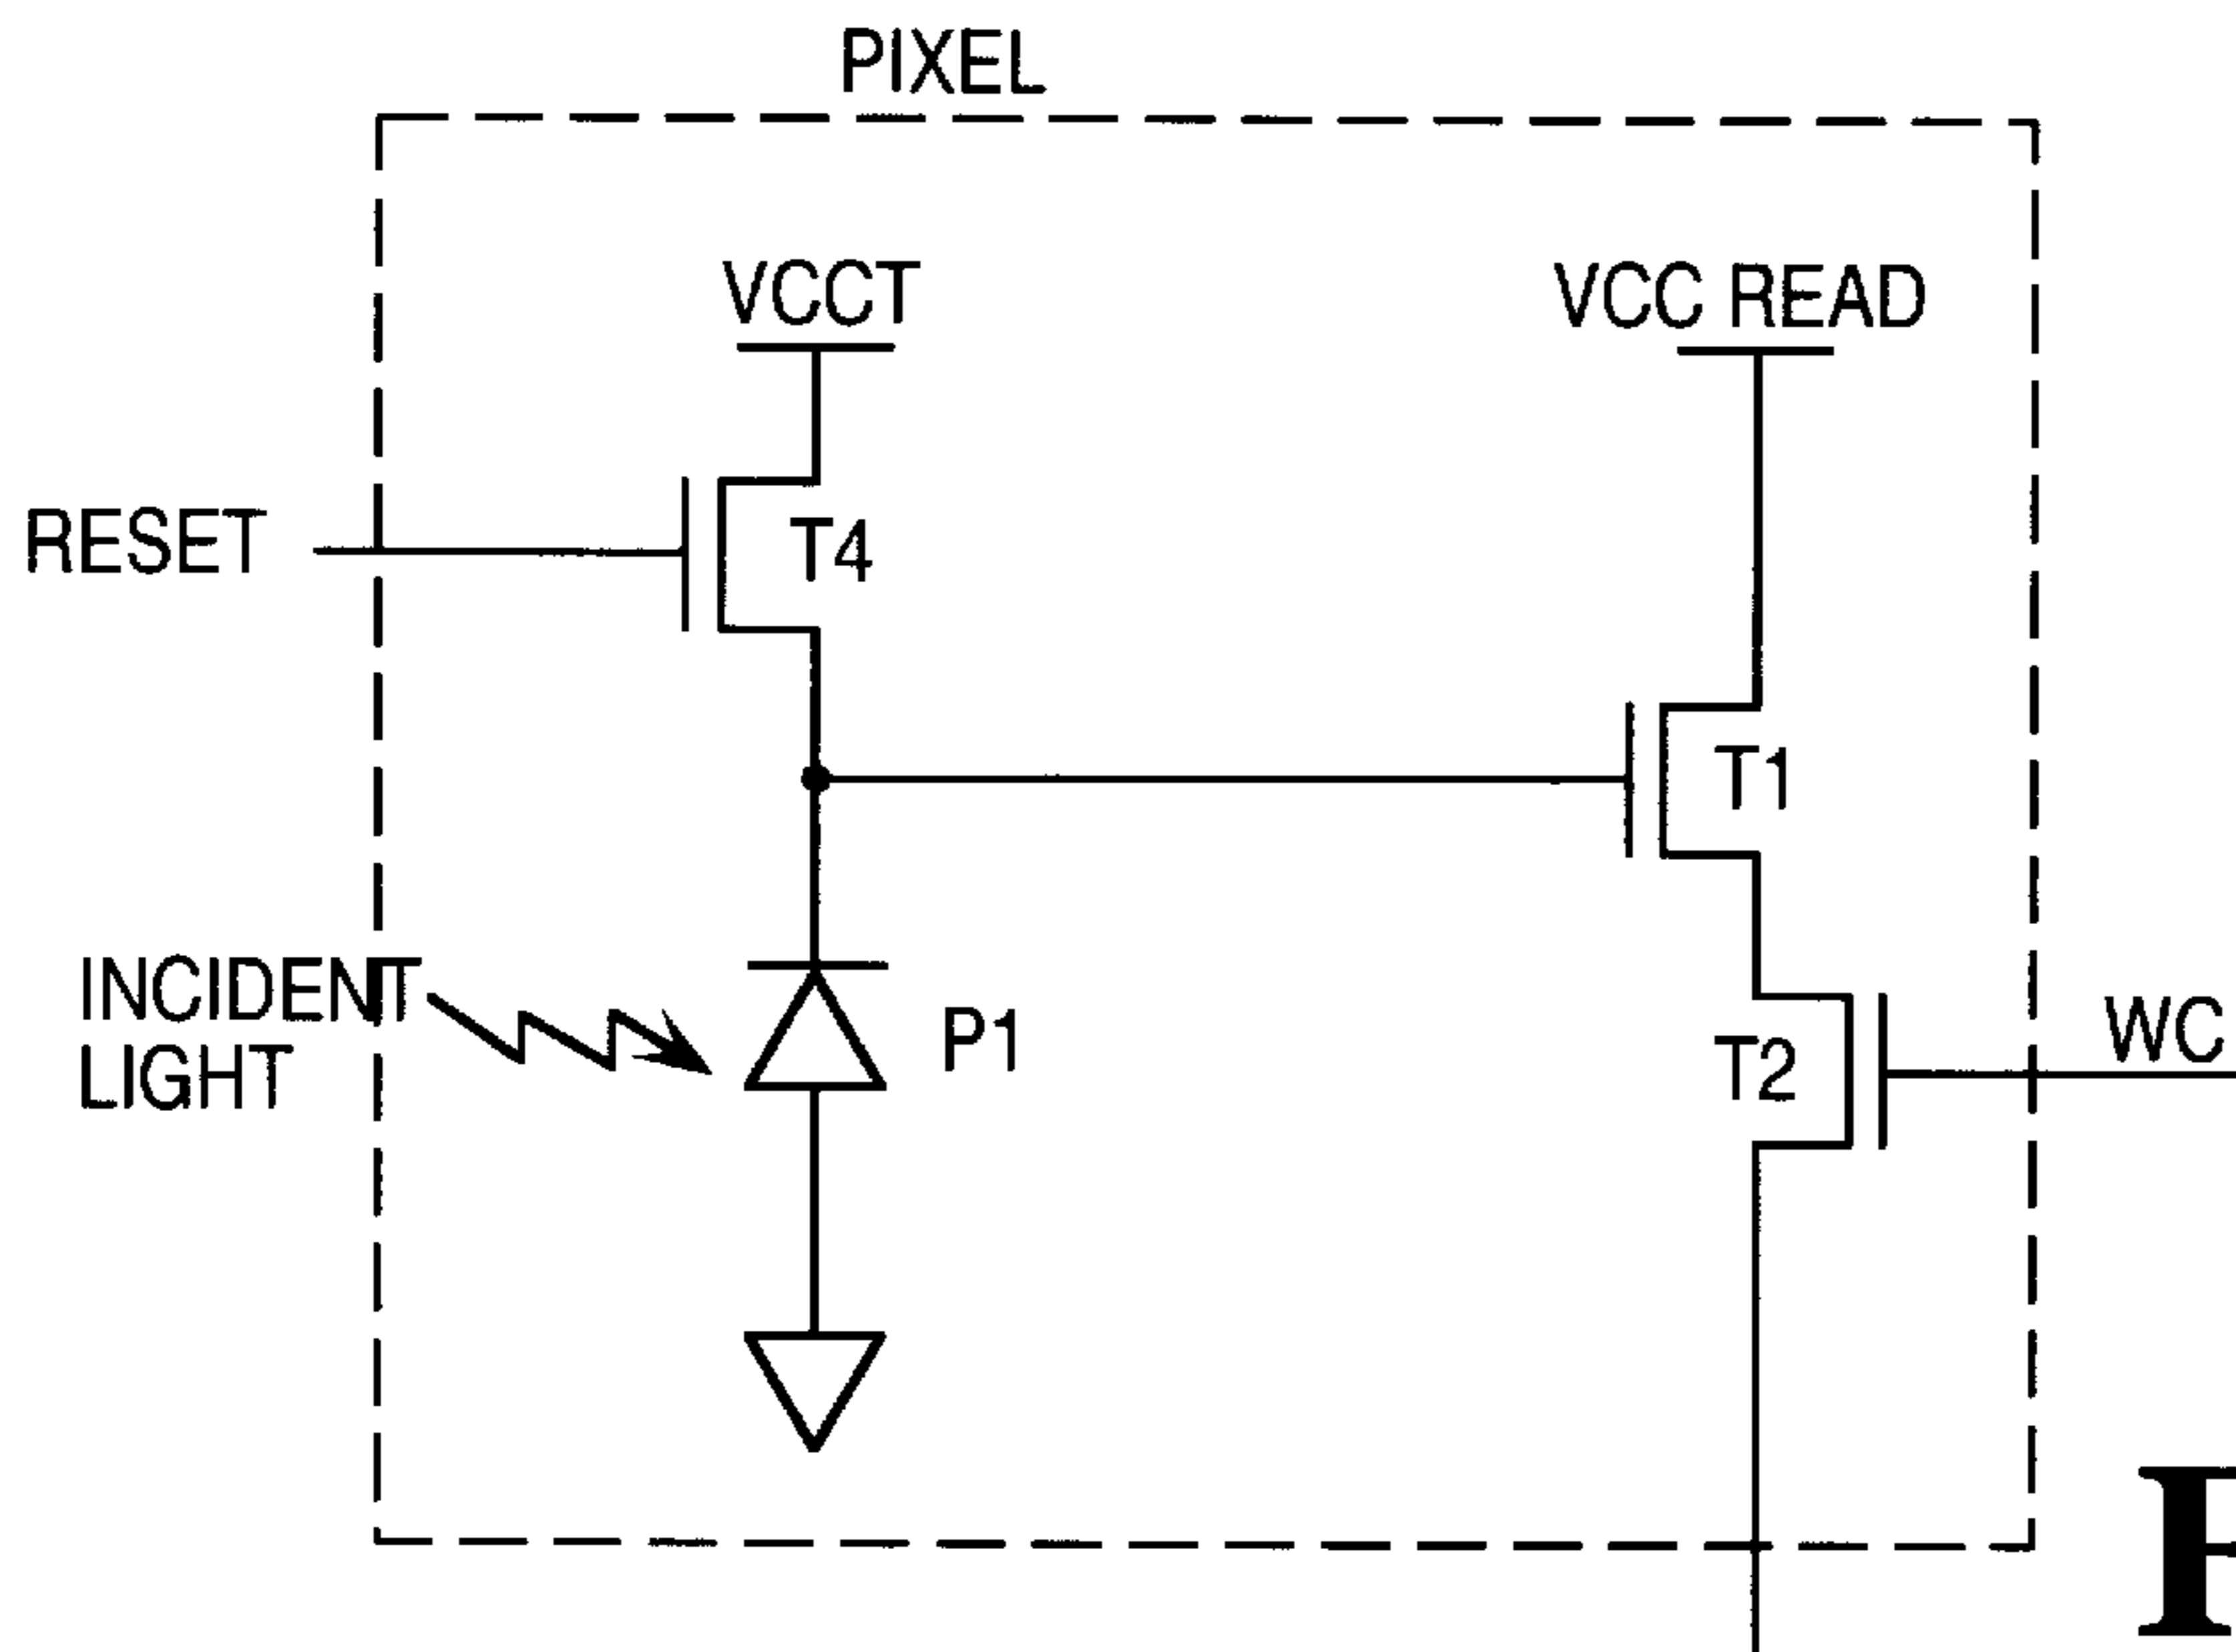 PIXEL
VCCT
VCC READ
RESET
T4
T1
INCIDENT
LIGHT
P1
T2
WC